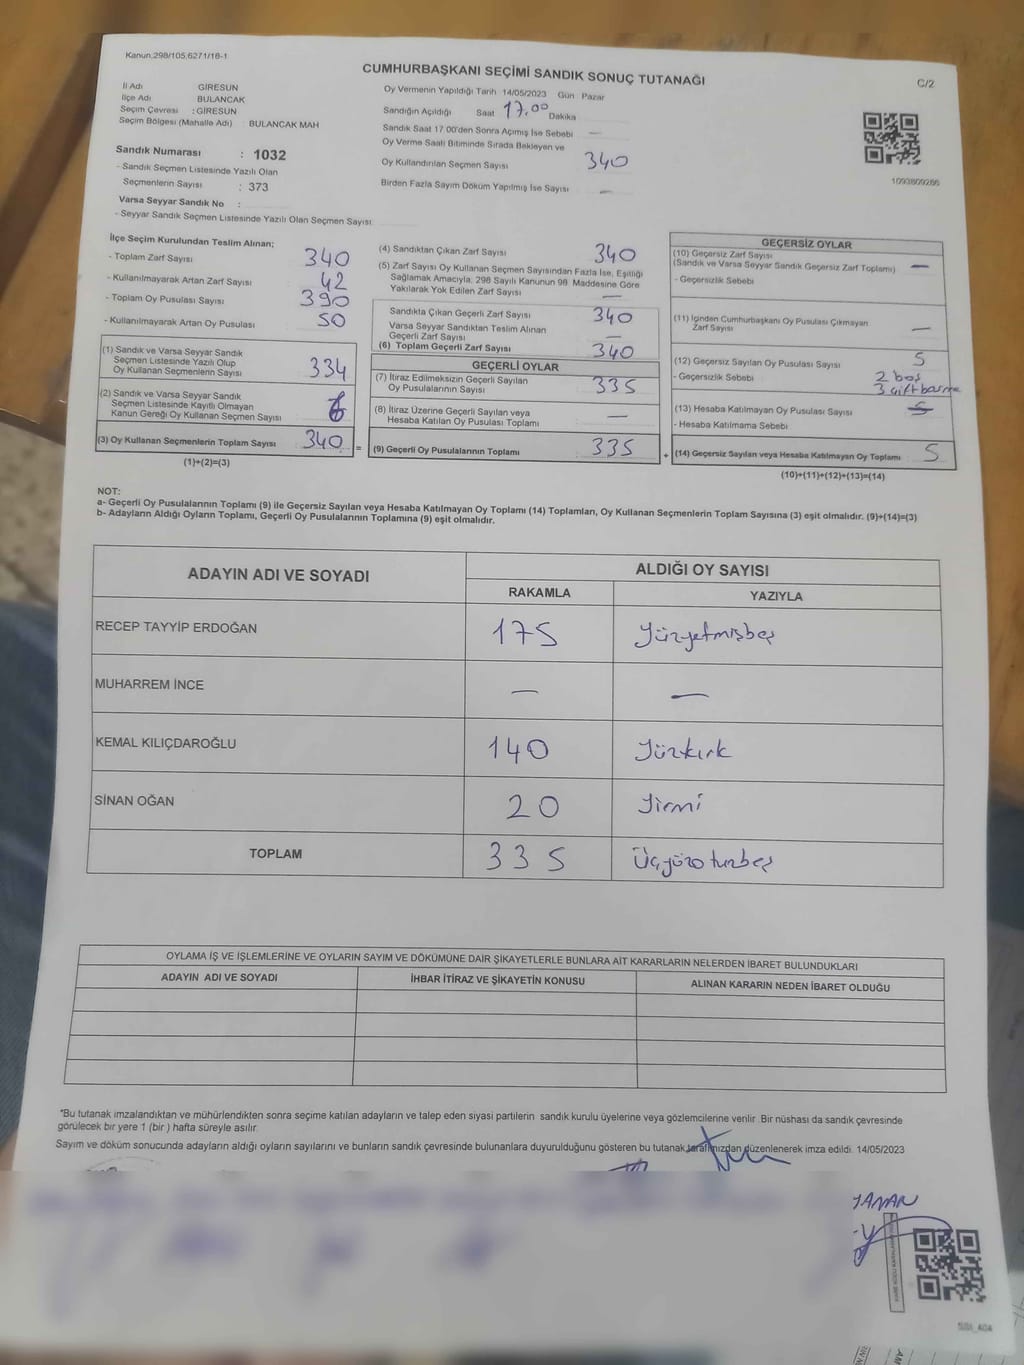 Kanun:298/105,6271/18-1
CUMHURBAŞKANI SEÇİMİ SANDIK SONUÇ TUTANAĞI
C/2
İl Adı GİRESUN
İlçe Adı BULANCAK
Seçim Çevresi : GİRESUN
Seçim Bölgesi (Mahalle Adı) : BULANCAK MAH
Oy Vermenin Yapıldığı Tarih 14/05/2023 Gün Pazar
Sandığın Açıldığı Saat 17.00 Dakika
Sandık Saat 17:00'den Sonra Açımış İse Sebebi —
Oy Verme Saati Bitiminde Sırada Bekleyen ve
Oy Kullandırılan Seçmen Sayısı 340
Birden Fazla Sayım Döküm Yapılmış İse Sayısı —
1093809286
Sandık Numarası : 1032
- Sandık Seçmen Listesinde Yazılı Olan
Seçmenlerin Sayısı : 373
Varsa Seyyar Sandık No :
- Seyyar Sandık Seçmen Listesinde Yazılı Olan Seçmen Sayısı:
İlçe Seçim Kurulundan Teslim Alınan;
- Toplam Zarf Sayısı 340
- Kullanılmayarak Artan Zarf Sayısı 42
- Toplam Oy Pusulası Sayısı 390
- Kullanılmayarak Artan Oy Pusulası 50
(1) Sandık ve Varsa Seyyar Sandık
Seçmen Listesinde Yazılı Olup
Oy Kullanan Seçmenlerin Sayısı 334
(2) Sandık ve Varsa Seyyar Sandık
Seçmen Listesinde Kayıtlı Olmayan
Kanun Gereği Oy Kullanan Seçmen Sayısı 6
(3) Oy Kullanan Seçmenlerin Toplam Sayısı 340 =
(1)+(2)=(3)
(4) Sandıktan Çıkan Zarf Sayısı 340
(5) Zarf Sayısı Oy Kullanan Seçmen Sayısından Fazla İse, Eşitliği
Sağlamak Amacıyla; 298 Sayılı Kanunun 98. Maddesine Göre
Yakılarak Yok Edilen Zarf Sayısı —
Sandıkta Çıkan Geçerli Zarf Sayısı 340
Varsa Seyyar Sandıktan Teslim Alınan
Geçerli Zarf Sayısı —
(6) Toplam Geçerli Zarf Sayısı 340
GEÇERLİ OYLAR
(7) İtiraz Edilmeksizin Geçerli Sayılan
Oy Pusulalarının Sayısı 335
(8) İtiraz Üzerine Geçerli Sayılan veya
Hesaba Katılan Oy Pusulası Toplamı —
(9) Geçerli Oy Pusulalarının Toplamı 335 +
GEÇERSİZ OYLAR
(10) Geçersiz Zarf Sayısı
(Sandık ve Varsa Seyyar Sandık Geçersiz Zarf Toplamı) —
- Geçersizlik Sebebi
(11) İçinden Cumhurbaşkanı Oy Pusulası Çıkmayan
Zarf Sayısı —
(12) Geçersiz Sayılan Oy Pusulası Sayısı 5
- Geçersizlik Sebebi 2 boş
3 çift basma
(13) Hesaba Katılmayan Oy Pusulası Sayısı 5
- Hesaba Katılmama Sebebi
(14) Geçersiz Sayılan veya Hesaba Katılmayan Oy Toplamı 5
(10)+(11)+(12)+(13)=(14)
NOT:
a- Geçerli Oy Pusulalarının Toplamı (9) ile Geçersiz Sayılan veya Hesaba Katılmayan Oy Toplamı (14) Toplamları, Oy Kullanan Seçmenlerin Toplam Sayısına (3) eşit olmalıdır. (9)+(14)=(3)
b- Adayların Aldığı Oyların Toplamı, Geçerli Oy Pusulalarının Toplamına (9) eşit olmalıdır.
ADAYIN ADI VE SOYADI ALDIĞI OY SAYISI
RAKAMLA YAZIYLA
RECEP TAYYİP ERDOĞAN 175 Yüzyetmişbeş
MUHARREM İNCE — —
KEMAL KILIÇDAROĞLU 140 Yüzkırk
SİNAN OĞAN 20 Yirmi
TOPLAM 335 Üçyüzotuzbeş
OYLAMA İŞ VE İŞLEMLERİNE VE OYLARIN SAYIM VE DÖKÜMÜNE DAİR ŞİKAYETLERLE BUNLARA AİT KARARLARIN NELERDEN İBARET BULUNDUKLARI
ADAYIN ADI VE SOYADI İHBAR İTİRAZ VE ŞİKAYETİN KONUSU ALINAN KARARIN NEDEN İBARET OLDUĞU
*Bu tutanak imzalandıktan ve mühürlendikten sonra seçime katılan adayların ve talep eden siyasi partilerin sandık kurulu üyelerine veya gözlemcilerine verilir. Bir nüshası da sandık çevresinde
görülecek bir yere 1 (bir ) hafta süreyle asılır.
Sayım ve döküm sonucunda adayların aldığı oyların sayılarını ve bunların sandık çevresinde bulunanlara duyurulduğunu gösteren bu tutanak tarafımızdan düzenlenerek imza edildi. 14/05/2023
YAMAN